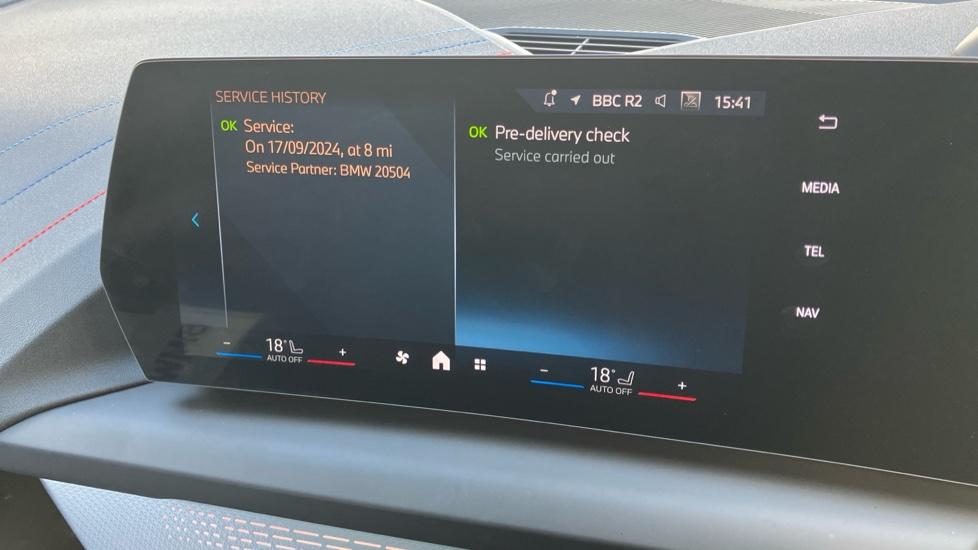 SERVICE HISTORY
BBC R2 15:41
OK Service:
On 17/09/2024, at 8 mi
Service Partner: BMW 20504
OK Pre-delivery check
Service carried out
MEDIA
TEL
NAV
- 18° +
AUTO OFF
- 18° +
AUTO OFF